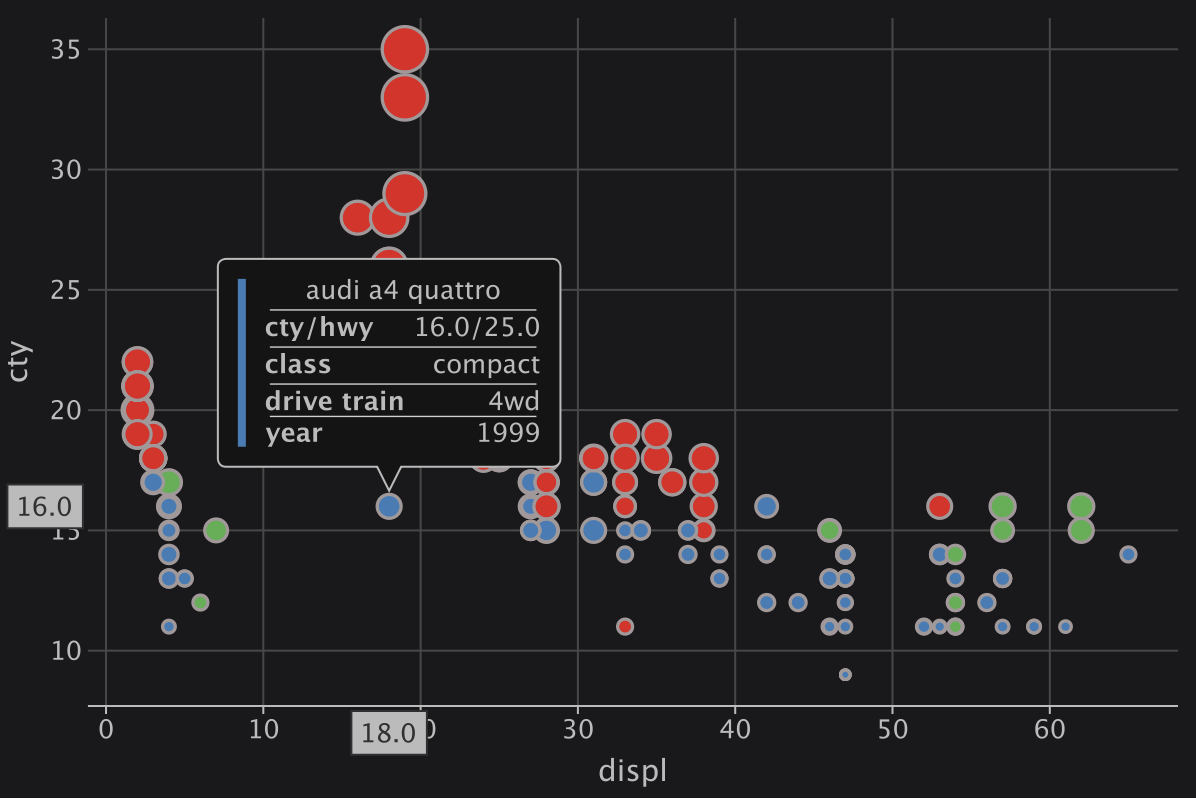 35
30
25
20
15
10
cty
16.0
audi a4 quattro
cty/hwy 16.0/25.0
class compact
drive train 4wd
year 1999
0 10 18.0 30 40 50 60
displ